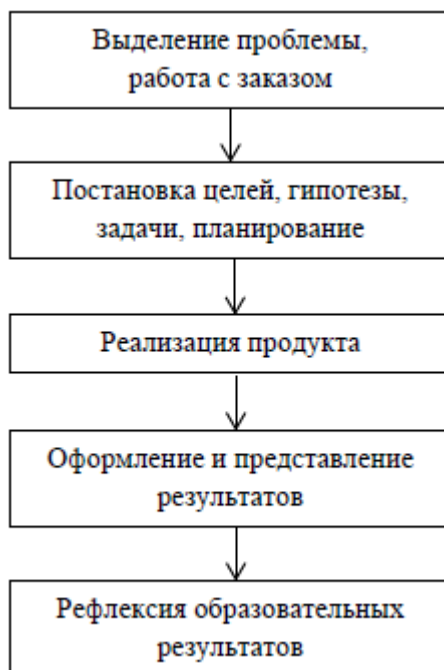 Выделение проблемы,
работа с заказом
Постановка целей, гипотезы,
задачи, планирование
Реализация продукта
Оформление и представление
результатов
Рефлексия образовательных
результатов